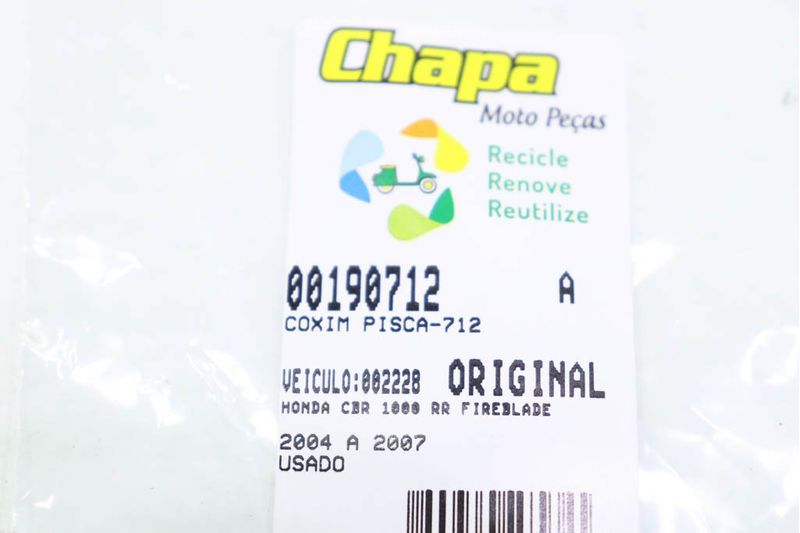 Chapa
Moto Peças
Recicle
Renove
Reutilize
00190712 A
COXIM PISCA-712
VEICULO:002228 ORIGINAL
HONDA CBR 1000 RR FIREBLADE
2004 A 2007
USADO